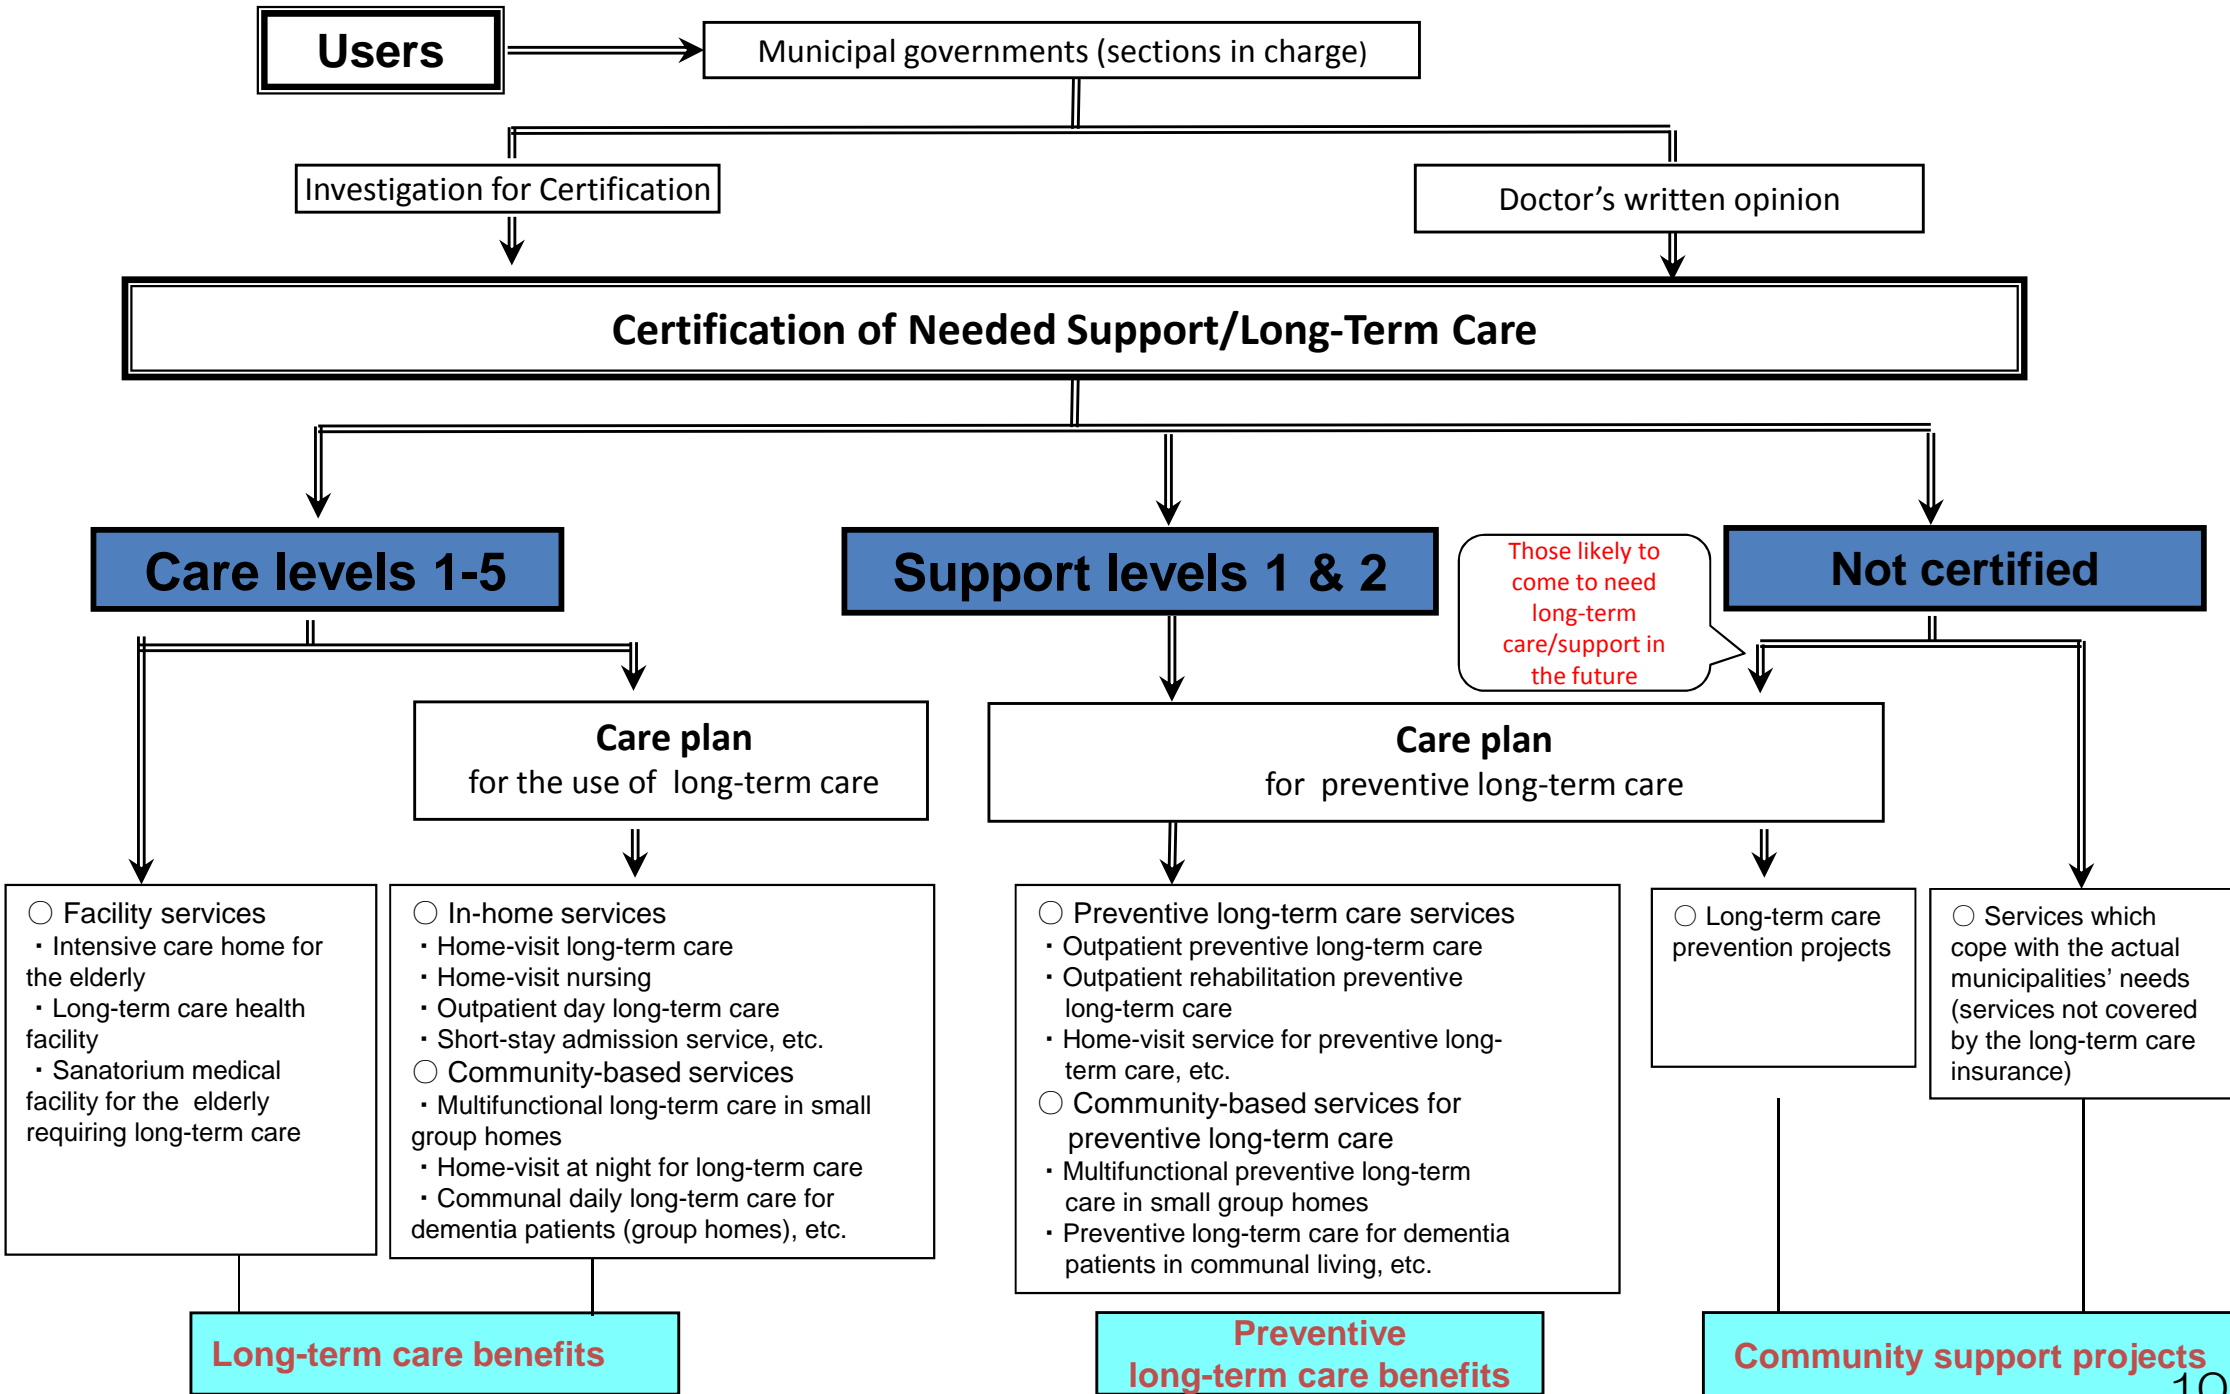 Users
Municipal governments (sections in charge)
Investigation for Certification
Doctor’s written opinion
Certification of Needed Support/Long-Term Care
Care levels 1-5
Support levels 1 & 2
Those likely to
come to need
long-term
care/support in
the future
Not certified
Care plan
for the use of long-term care
Care plan
for preventive long-term care
○ Facility services
・Intensive care home for
the elderly
・Long-term care health
facility
・Sanatorium medical
facility for the elderly
requiring long-term care
○ In-home services
・Home-visit long-term care
・Home-visit nursing
・Outpatient day long-term care
・Short-stay admission service, etc.
○ Community-based services
・Multifunctional long-term care in small
group homes
・Home-visit at night for long-term care
・Communal daily long-term care for
dementia patients (group homes), etc.
○ Preventive long-term care services
・Outpatient preventive long-term care
・Outpatient rehabilitation preventive
long-term care
・Home-visit service for preventive long-
term care, etc.
○ Community-based services for
preventive long-term care
・Multifunctional preventive long-term
care in small group homes
・Preventive long-term care for dementia
patients in communal living, etc.
○ Long-term care
prevention projects
○ Services which
cope with the actual
municipalities’ needs
(services not covered
by the long-term care
insurance)
Long-term care benefits
Preventive
long-term care benefits
Community support projects